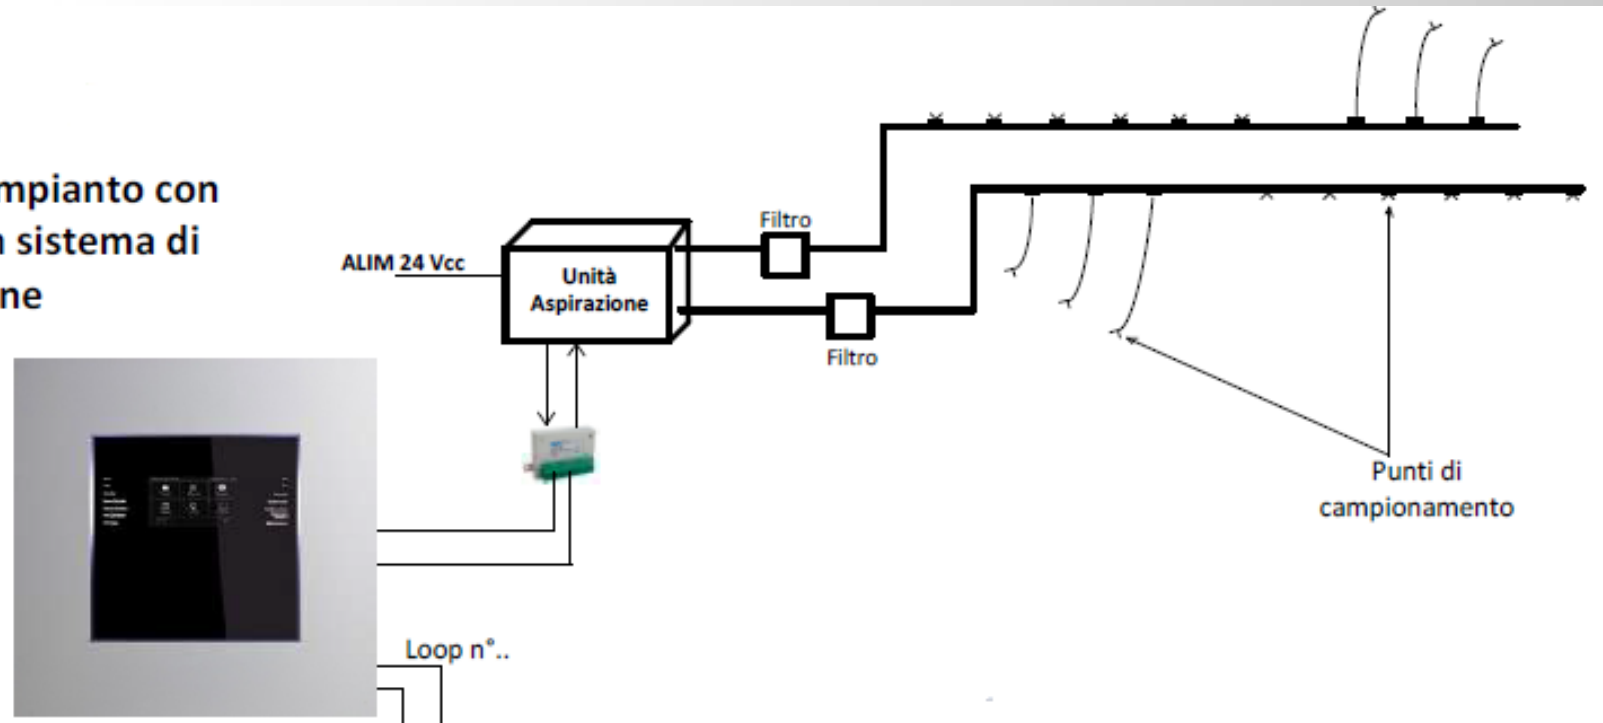 mpianto con
sistema di
ne
ALIM 24 Vcc
Unità
Aspirazione
Filtro
Filtro
Punti di
campionamento
Loop n°..